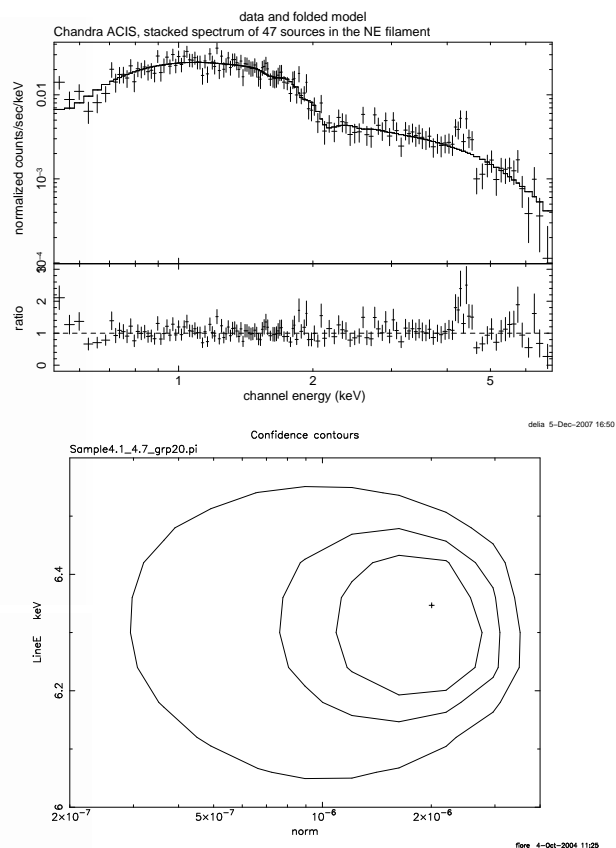 data and folded model
Chandra ACIS, stacked spectrum of 47 sources in the NE filament
normalized counts/sec/keV
0.01
10⁻³
10⁻⁴
ratio
3
2
1
0
1
2
5
channel energy (keV)
delia 5−Dec−2007 16:50
Confidence contours
Sample4.1_4.7_grp20.pi
LineE keV
6.4
6.2
6
2×10⁻⁷
5×10⁻⁷
10⁻⁶
2×10⁻⁶
norm
fiore 4−Oct−2004 11:25